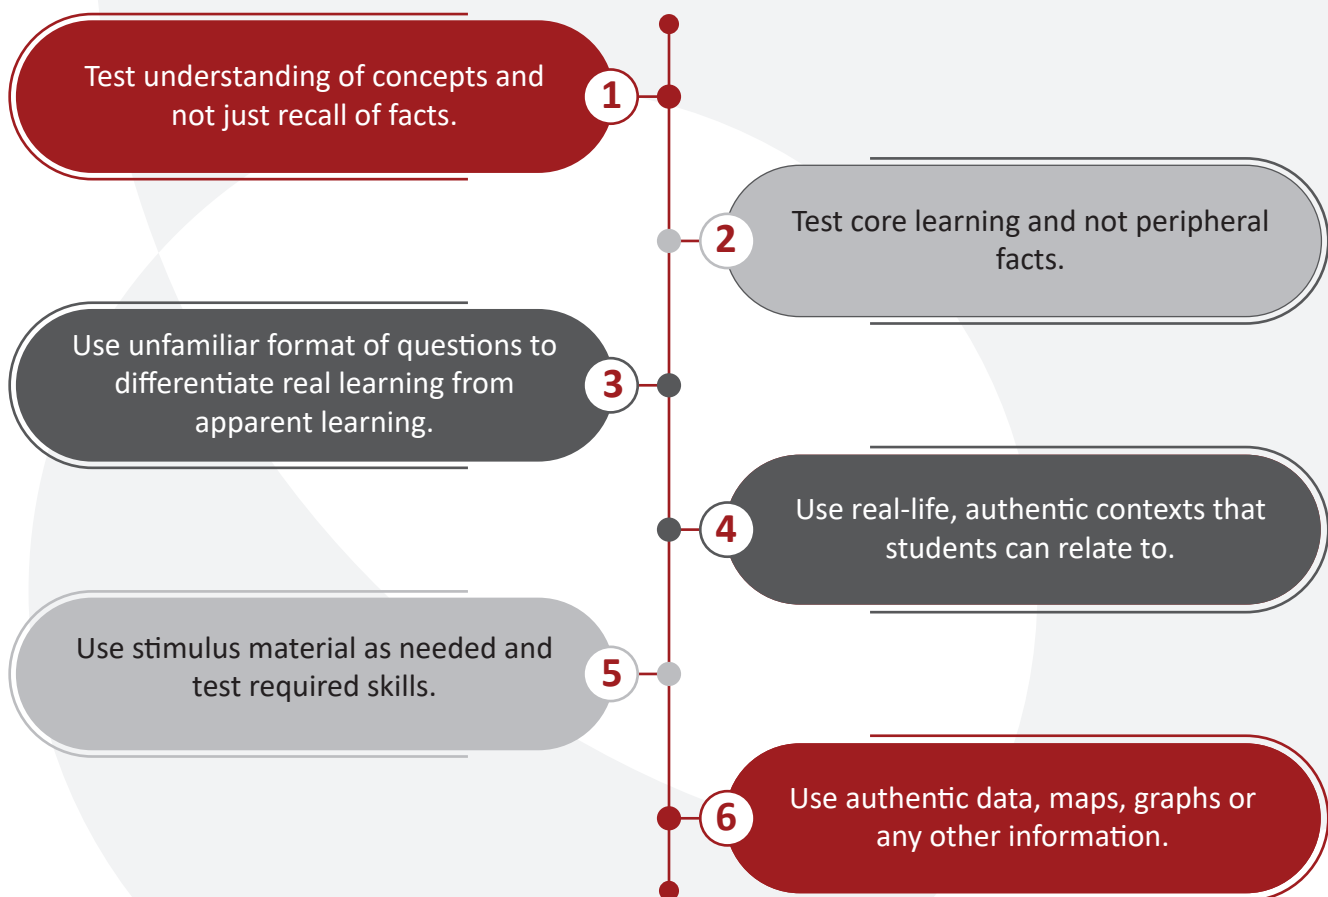 Test understanding of concepts and
not just recall of facts.
1
2
Test core learning and not peripheral
facts.
Use unfamiliar format of questions to
differentiate real learning from
apparent learning.
3
4
Use real-life, authentic contexts that
students can relate to.
Use stimulus material as needed and
test required skills.
5
6
Use authentic data, maps, graphs or
any other information.